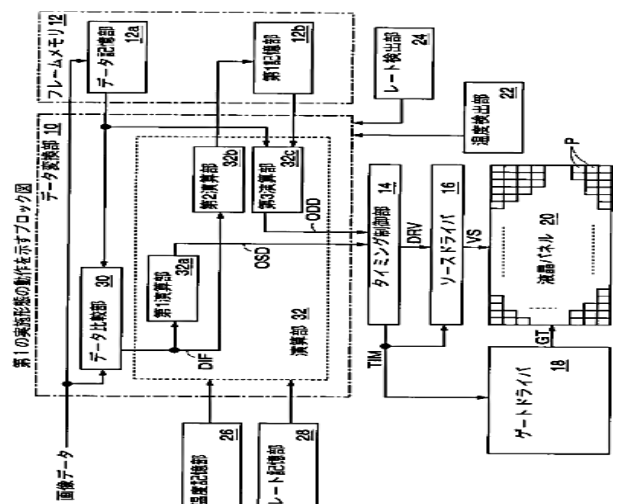 第1の実施形態の動作を示すブロック図
画像データ
データ変換部 10
データ比較部
30
DIF
演算部 32
第1演算部
32a
第2演算部
32b
第3演算部
32c
OSD
ODD
フレームメモリ 12
データ記憶部
12a
第1記憶部
12b
レート検出部
24
温度検出部
22
温度記憶部
26
レート記憶部
28
タイミング制御部 14
TIM
DRV
ソースドライバ 16
VS
ゲートドライバ
18
GT
液晶パネル 20
P